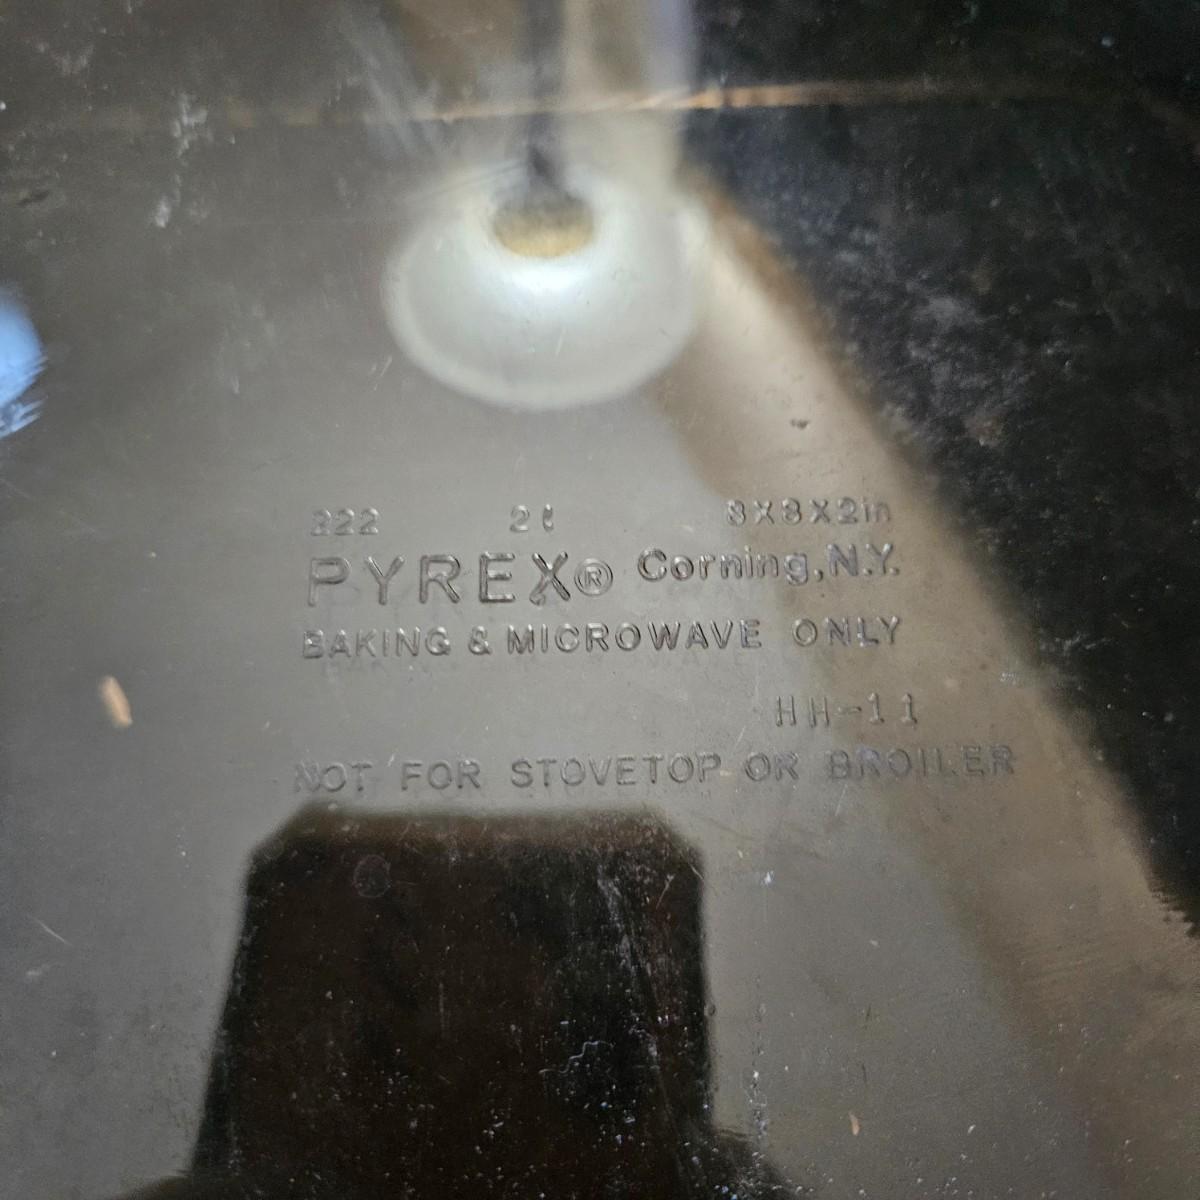 222 2l 8X8X2in
PYREX® Corning,N.Y.
BAKING & MICROWAVE ONLY
HH-11
NOT FOR STOVETOP OR BROILER